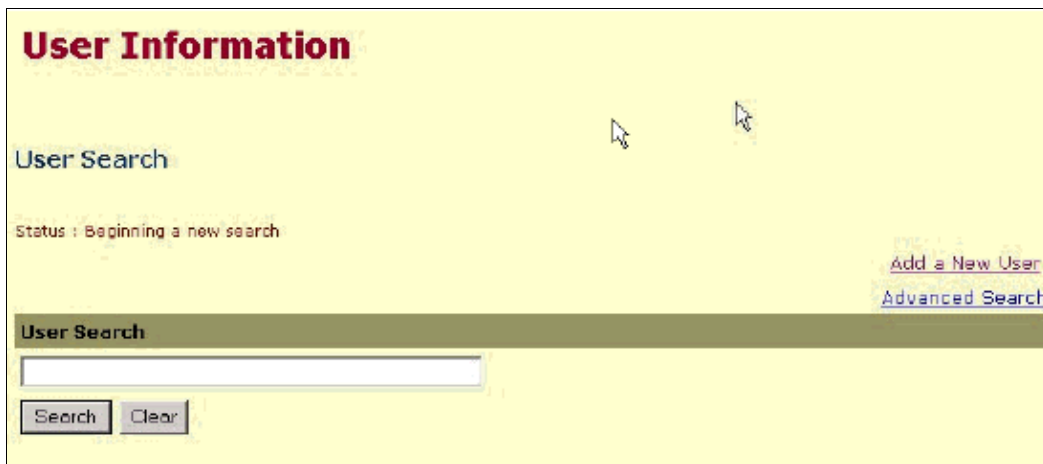 User Information
User Search
Status : Beginning a new search
Add a New User
Advanced Search
User Search
Search Clear